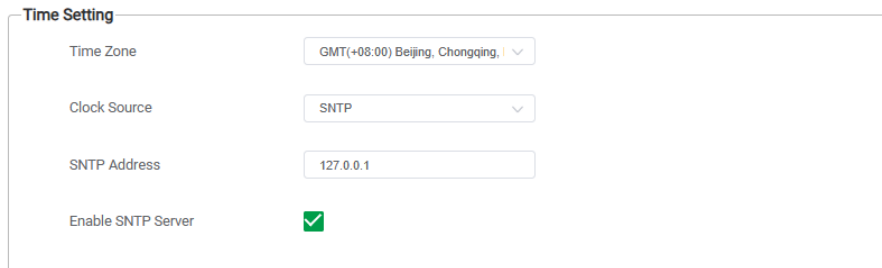 Time Setting
Time Zone GMT(+08:00) Beijing, Chongqing,
Clock Source SNTP
SNTP Address 127.0.0.1
Enable SNTP Server